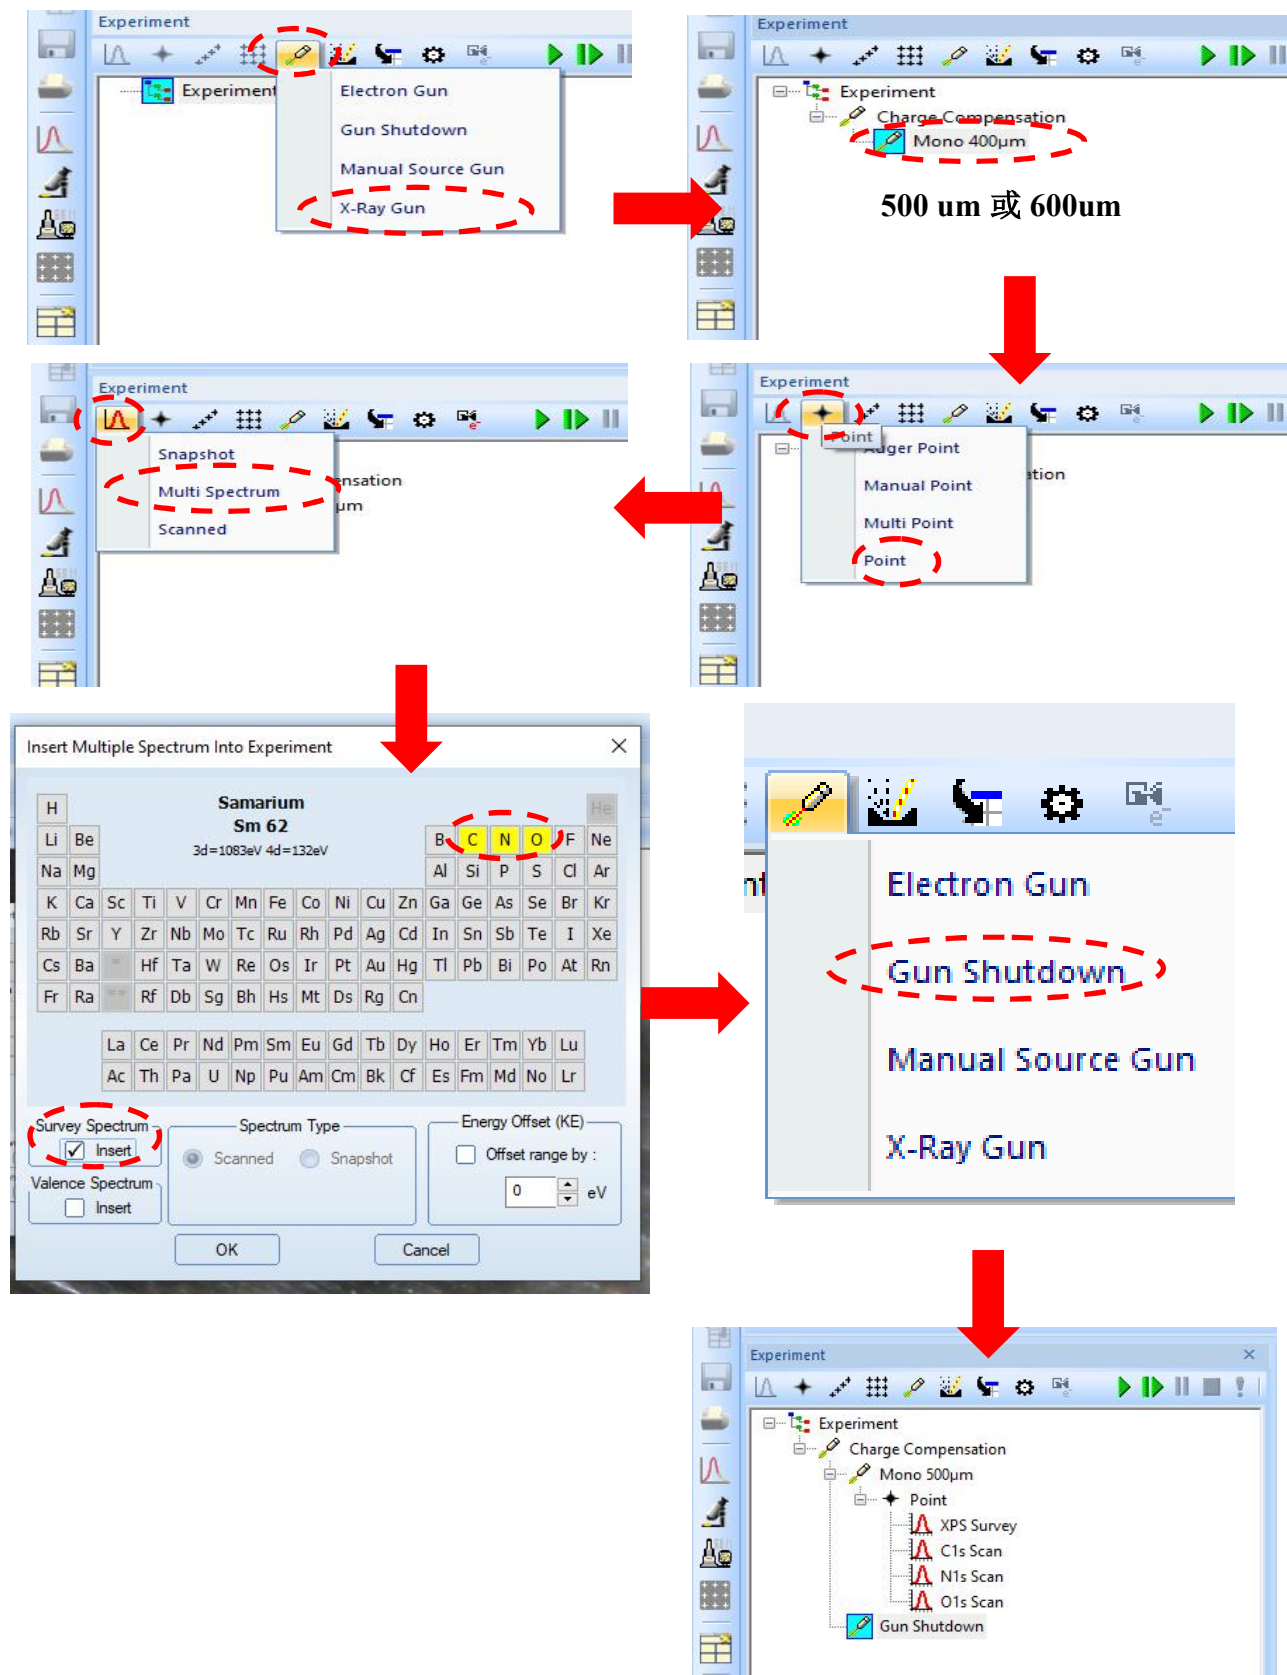 Experiment
Experiment
Electron Gun
Gun Shutdown
Manual Source Gun
X-Ray Gun
Experiment
Experiment
Charge Compensation
Mono 400µm
500 um 或 600um
Experiment
Point
Auger Point
Manual Point
Multi Point
Point
ation
Experiment
Snapshot
Multi Spectrum
Scanned
ensation
µm
Insert Multiple Spectrum Into Experiment
Samarium
Sm 62
3d=1083eV 4d=132eV
H He
Li Be B C N O F Ne
Na Mg Al Si P S Cl Ar
K Ca Sc Ti V Cr Mn Fe Co Ni Cu Zn Ga Ge As Se Br Kr
Rb Sr Y Zr Nb Mo Tc Ru Rh Pd Ag Cd In Sn Sb Te I Xe
Cs Ba * Hf Ta W Re Os Ir Pt Au Hg Tl Pb Bi Po At Rn
Fr Ra ** Rf Db Sg Bh Hs Mt Ds Rg Cn
La Ce Pr Nd Pm Sm Eu Gd Tb Dy Ho Er Tm Yb Lu
Ac Th Pa U Np Pu Am Cm Bk Cf Es Fm Md No Lr
Survey Spectrum
Insert
Valence Spectrum
Insert
Spectrum Type
Scanned Snapshot
Energy Offset (KE)
Offset range by :
0 eV
OK Cancel
Electron Gun
Gun Shutdown
Manual Source Gun
X-Ray Gun
Experiment
Experiment
Charge Compensation
Mono 500µm
Point
XPS Survey
C1s Scan
N1s Scan
O1s Scan
Gun Shutdown